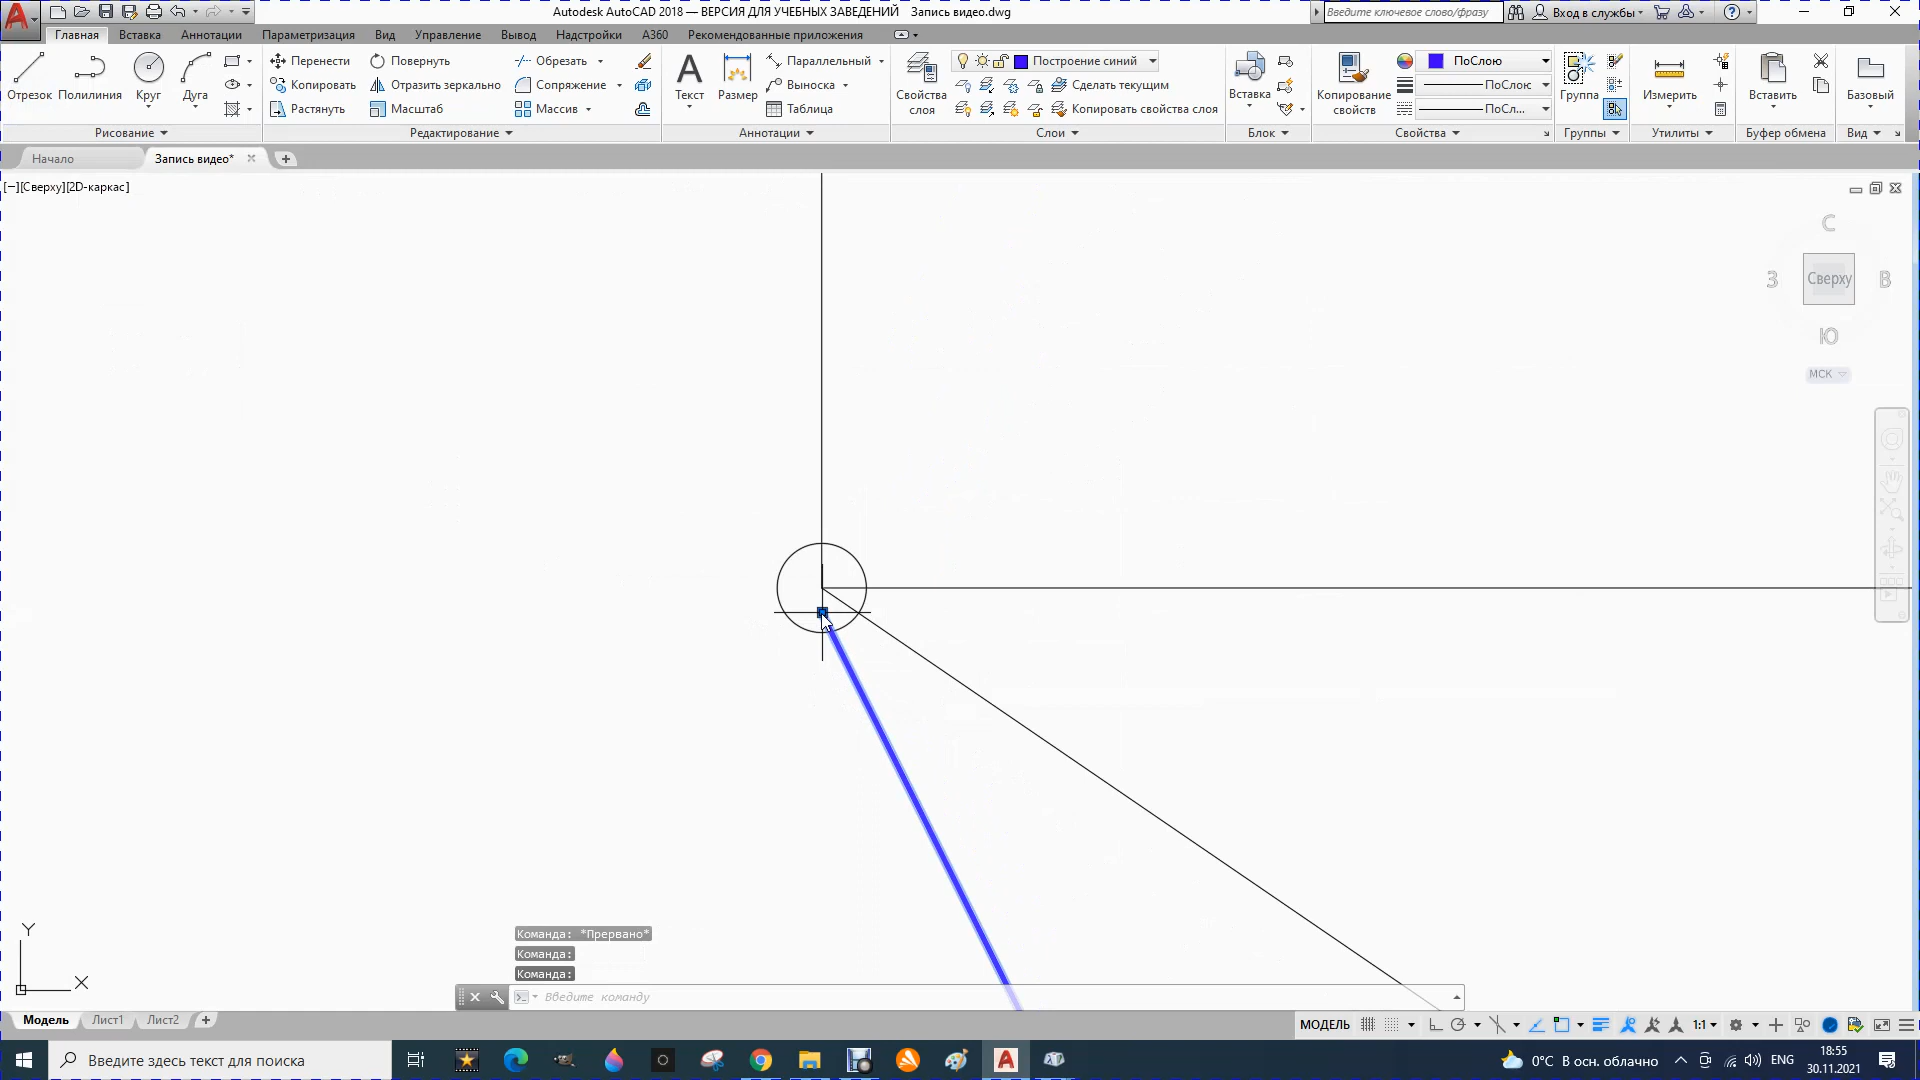 Autodesk AutoCAD 2018 — ВЕРСИЯ ДЛЯ УЧЕБНЫХ ЗАВЕДЕНИЙ Запись видео.dwg
Введите ключевое слово/фразу
Вход в службы
Главная Вставка Аннотации Параметризация Вид Управление Вывод Надстройки A360 Рекомендованные приложения
Отрезок Полилиния Круг Дуга
Рисование
Перенести Повернуть Обрезать
Копировать Отразить зеркально Сопряжение
Растянуть Масштаб Массив
Редактирование
Текст Размер
Параллельный
Выноска
Таблица
Аннотации
Свойства слоя
Построение синий
Сделать текущим
Копировать свойства слоя
Слои
Вставка
Блок
Копирование свойств
ПоСлою
ПоСлою
ПоСл...
Свойства
Группа
Группы
Измерить
Утилиты
Вставить
Буфер обмена
Базовый
Вид
Начало Запись видео*
[−][Сверху][2D-каркас]
С
З Сверху В
Ю
МСК
Y
X
Команда: *Прервано*
Команда:
Команда:
Введите команду
Модель Лист1 Лист2
МОДЕЛЬ 1:1
Введите здесь текст для поиска
0°C В осн. облачно
ENG
18:55
30.11.2021